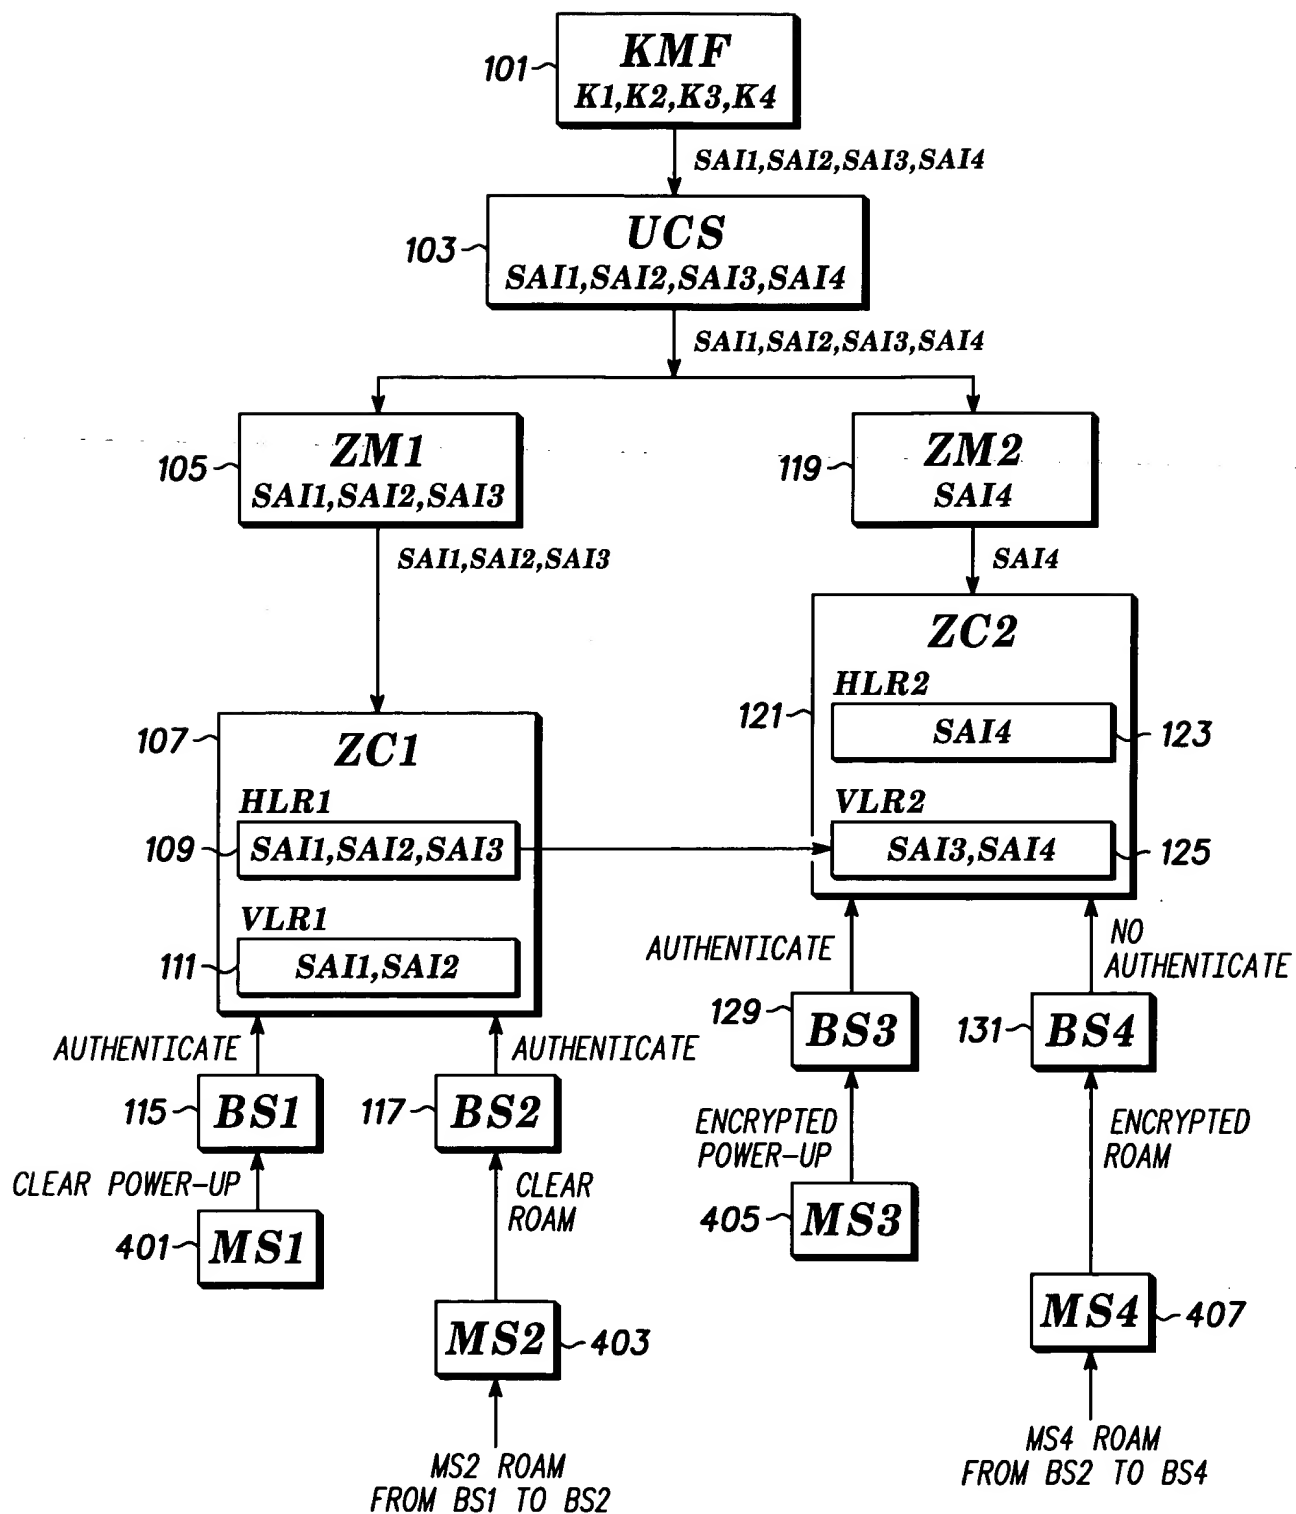 KMF
101
K1,K2,K3,K4
SAI1,SAI2,SAI3,SAI4
UCS
103
SAI1,SAI2,SAI3,SAI4
SAI1,SAI2,SAI3,SAI4
ZM1
105
SAI1,SAI2,SAI3
ZM2
119
SAI4
SAI1,SAI2,SAI3
SAI4
ZC2
HLR2
121
SAI4
123
VLR2
SAI3,SAI4
125
107
ZC1
HLR1
109
SAI1,SAI2,SAI3
VLR1
111
SAI1,SAI2
AUTHENTICATE
NO
AUTHENTICATE
129
BS3
131
BS4
AUTHENTICATE
AUTHENTICATE
115
BS1
117
BS2
ENCRYPTED
POWER-UP
ENCRYPTED
ROAM
CLEAR POWER-UP
CLEAR
ROAM
405
MS3
401
MS1
MS2
403
MS4
407
MS2 ROAM
FROM BS1 TO BS2
MS4 ROAM
FROM BS2 TO BS4